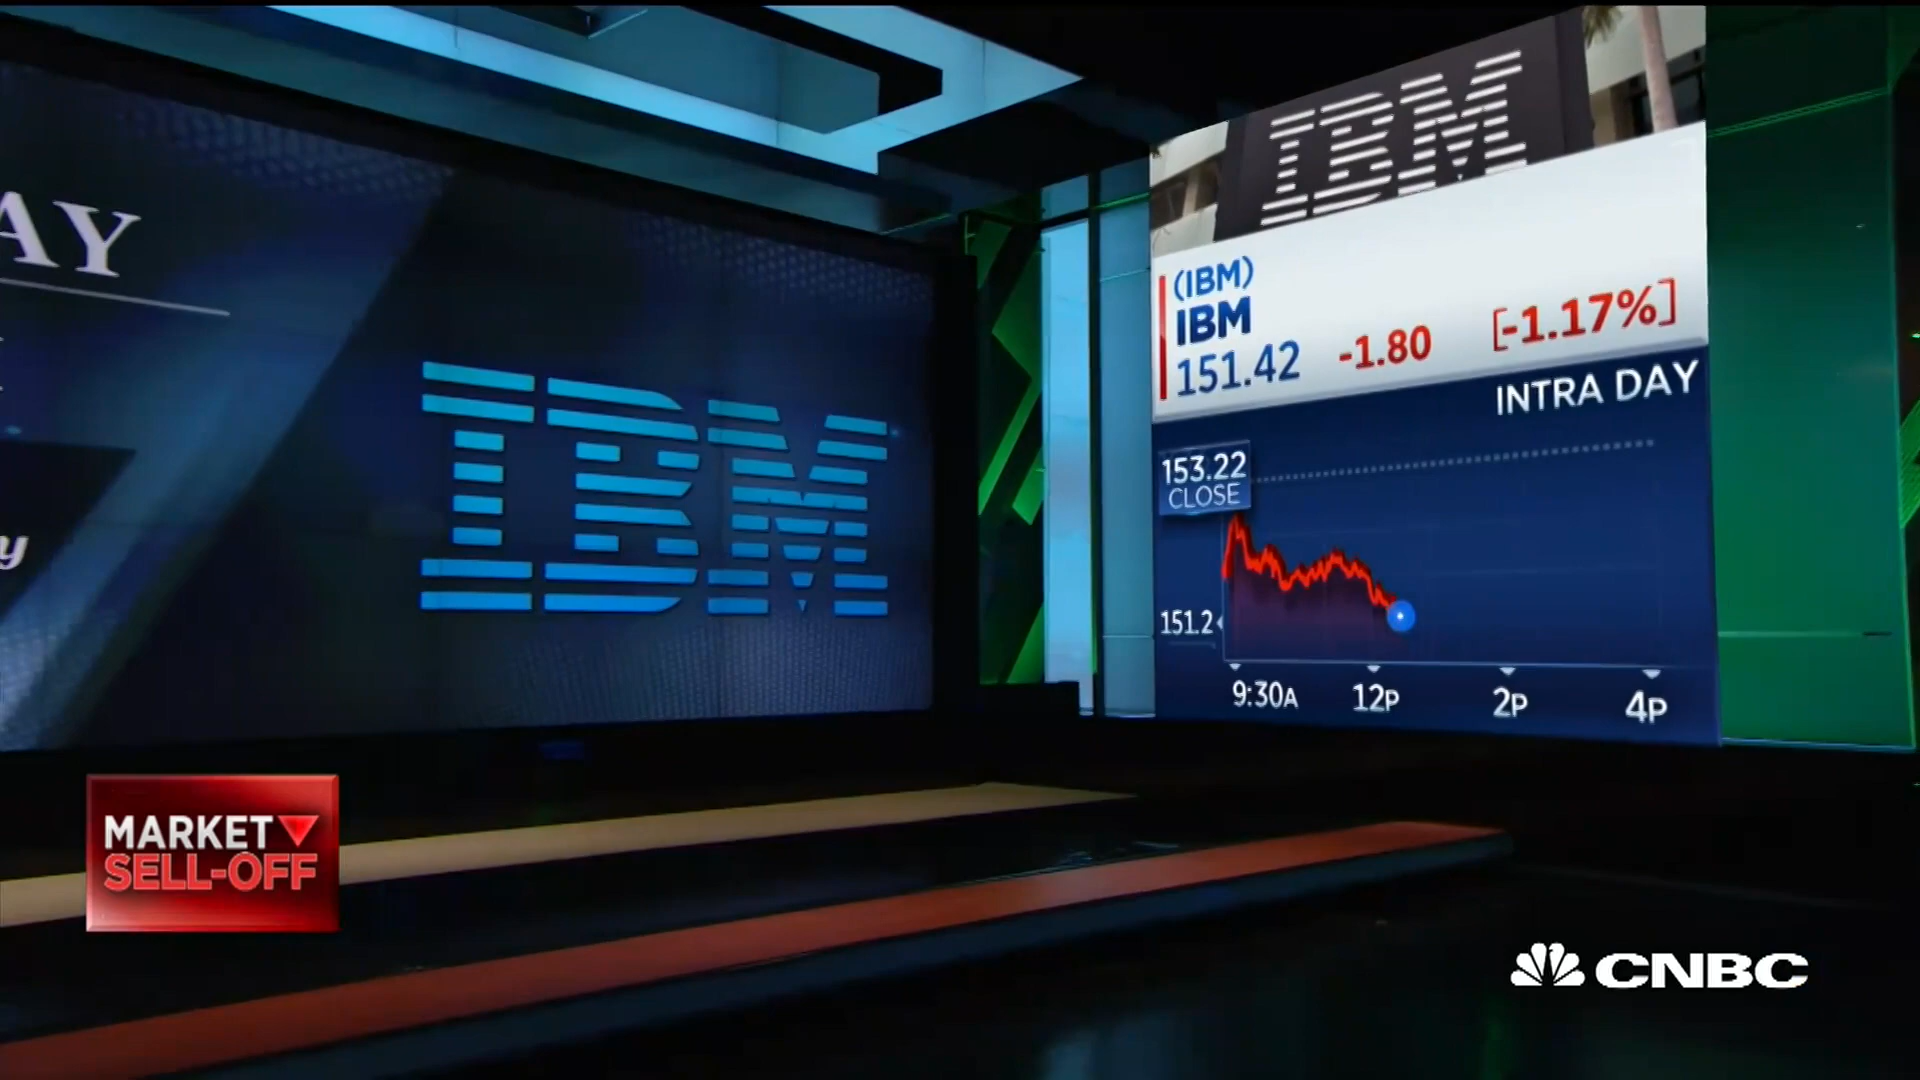 AY
y
IBM
IBM
(IBM)
IBM
151.42 -1.80 [-1.17%]
INTRA DAY
153.22
CLOSE
151.2
9:30A 12P 2P 4P
MARKET
SELL-OFF
CNBC